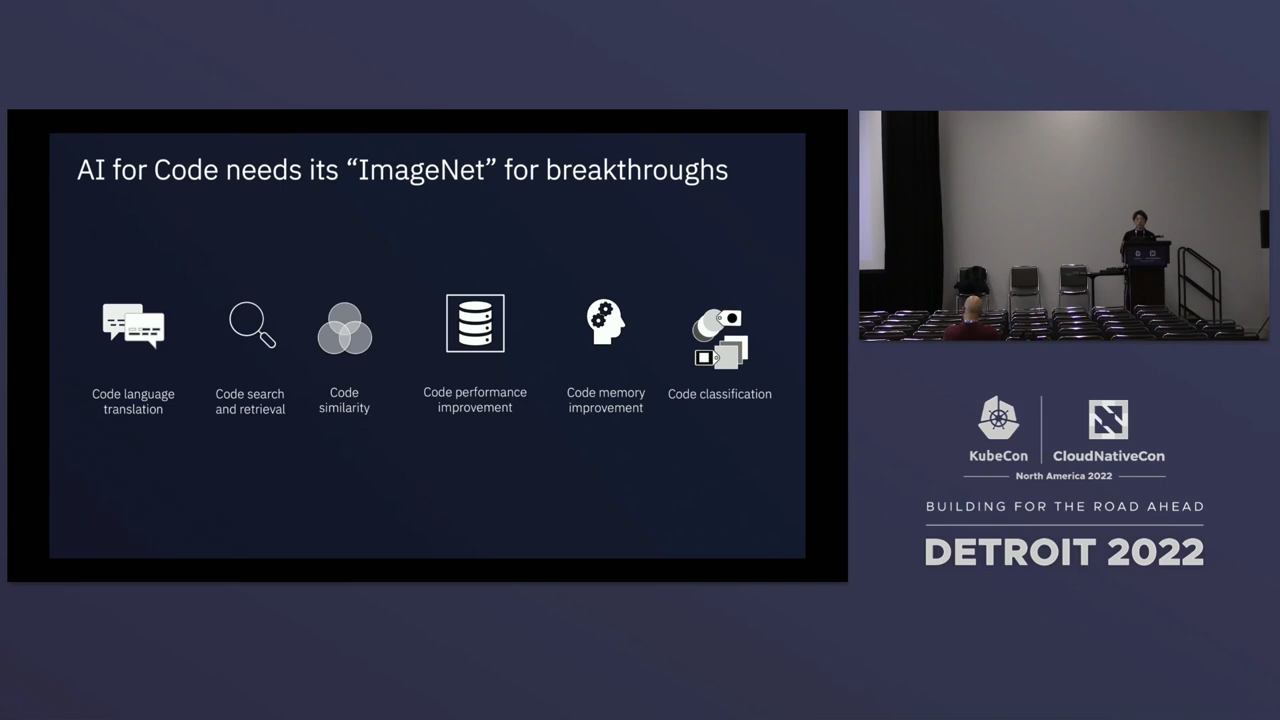 AI for Code needs its “ImageNet” for breakthroughs
Code language
translation
Code search
and retrieval
Code
similarity
Code performance
improvement
Code memory
improvement
Code classification
KubeCon
CloudNativeCon
North America 2022
BUILDING FOR THE ROAD AHEAD
DETROIT 2022